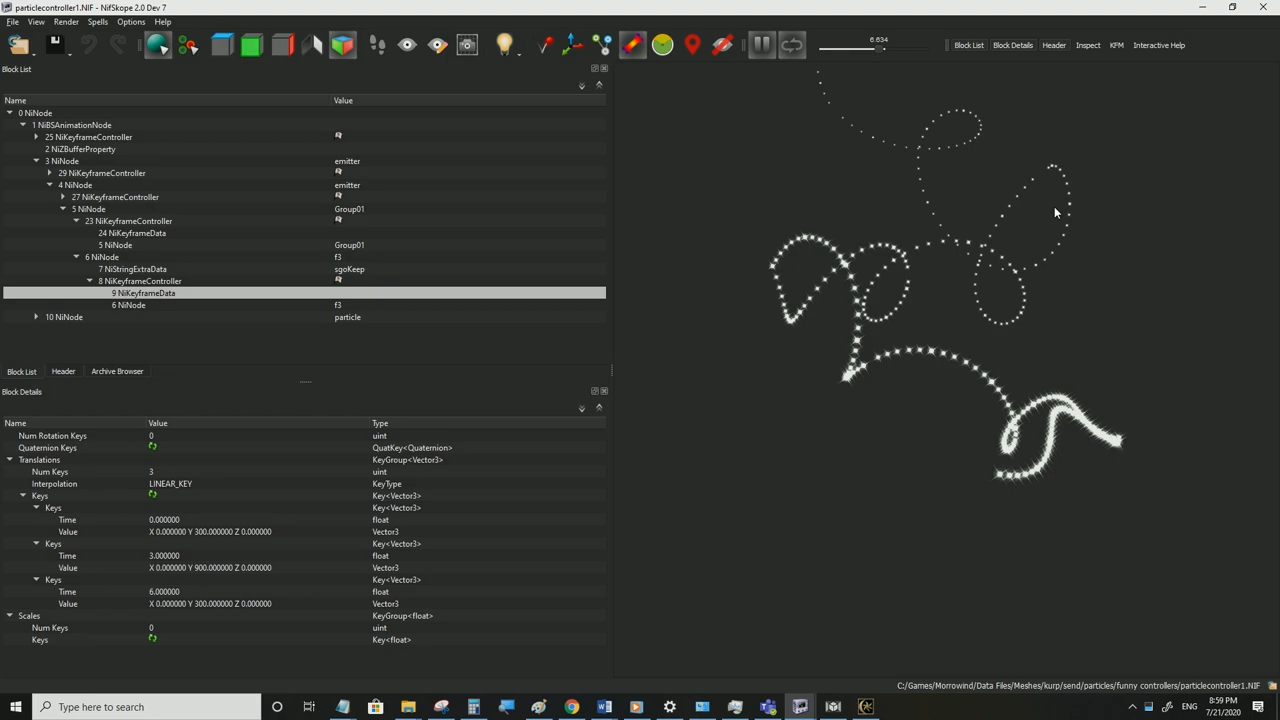 particlecontroller1.NIF - NifSkope 2.0 Dev 7
File View Render Spells Options Help
6.634
Block List Block Details Header Inspect KFM Interactive Help
Block List
Name Value
0 NiNode
1 NiBSAnimationNode
25 NiKeyframeController
2 NiZBufferProperty
3 NiNode emitter
29 NiKeyframeController
4 NiNode emitter
27 NiKeyframeController
5 NiNode Group01
23 NiKeyframeController
24 NiKeyframeData
5 NiNode Group01
6 NiNode f3
7 NiStringExtraData sgoKeep
8 NiKeyframeController
9 NiKeyframeData
6 NiNode f3
10 NiNode particle
Block List Header Archive Browser
Block Details
Name Value Type
Num Rotation Keys 0 uint
Quaternion Keys QuatKey<Quaternion>
Translations KeyGroup<Vector3>
Num Keys 3 uint
Interpolation LINEAR_KEY KeyType
Keys Key<Vector3>
Keys Key<Vector3>
Time 0.000000 float
Value X 0.000000 Y 300.000000 Z 0.000000 Vector3
Keys Key<Vector3>
Time 3.000000 float
Value X 0.000000 Y 900.000000 Z 0.000000 Vector3
Keys Key<Vector3>
Time 6.000000 float
Value X 0.000000 Y 300.000000 Z 0.000000 Vector3
Scales KeyGroup<float>
Num Keys 0 uint
Keys Key<float>
C:/Games/Morrowind/Data Files/Meshes/kurp/send/particles/funny controllers/particlecontroller1.NIF
Type here to search
ENG
8:59 PM
7/21/2020